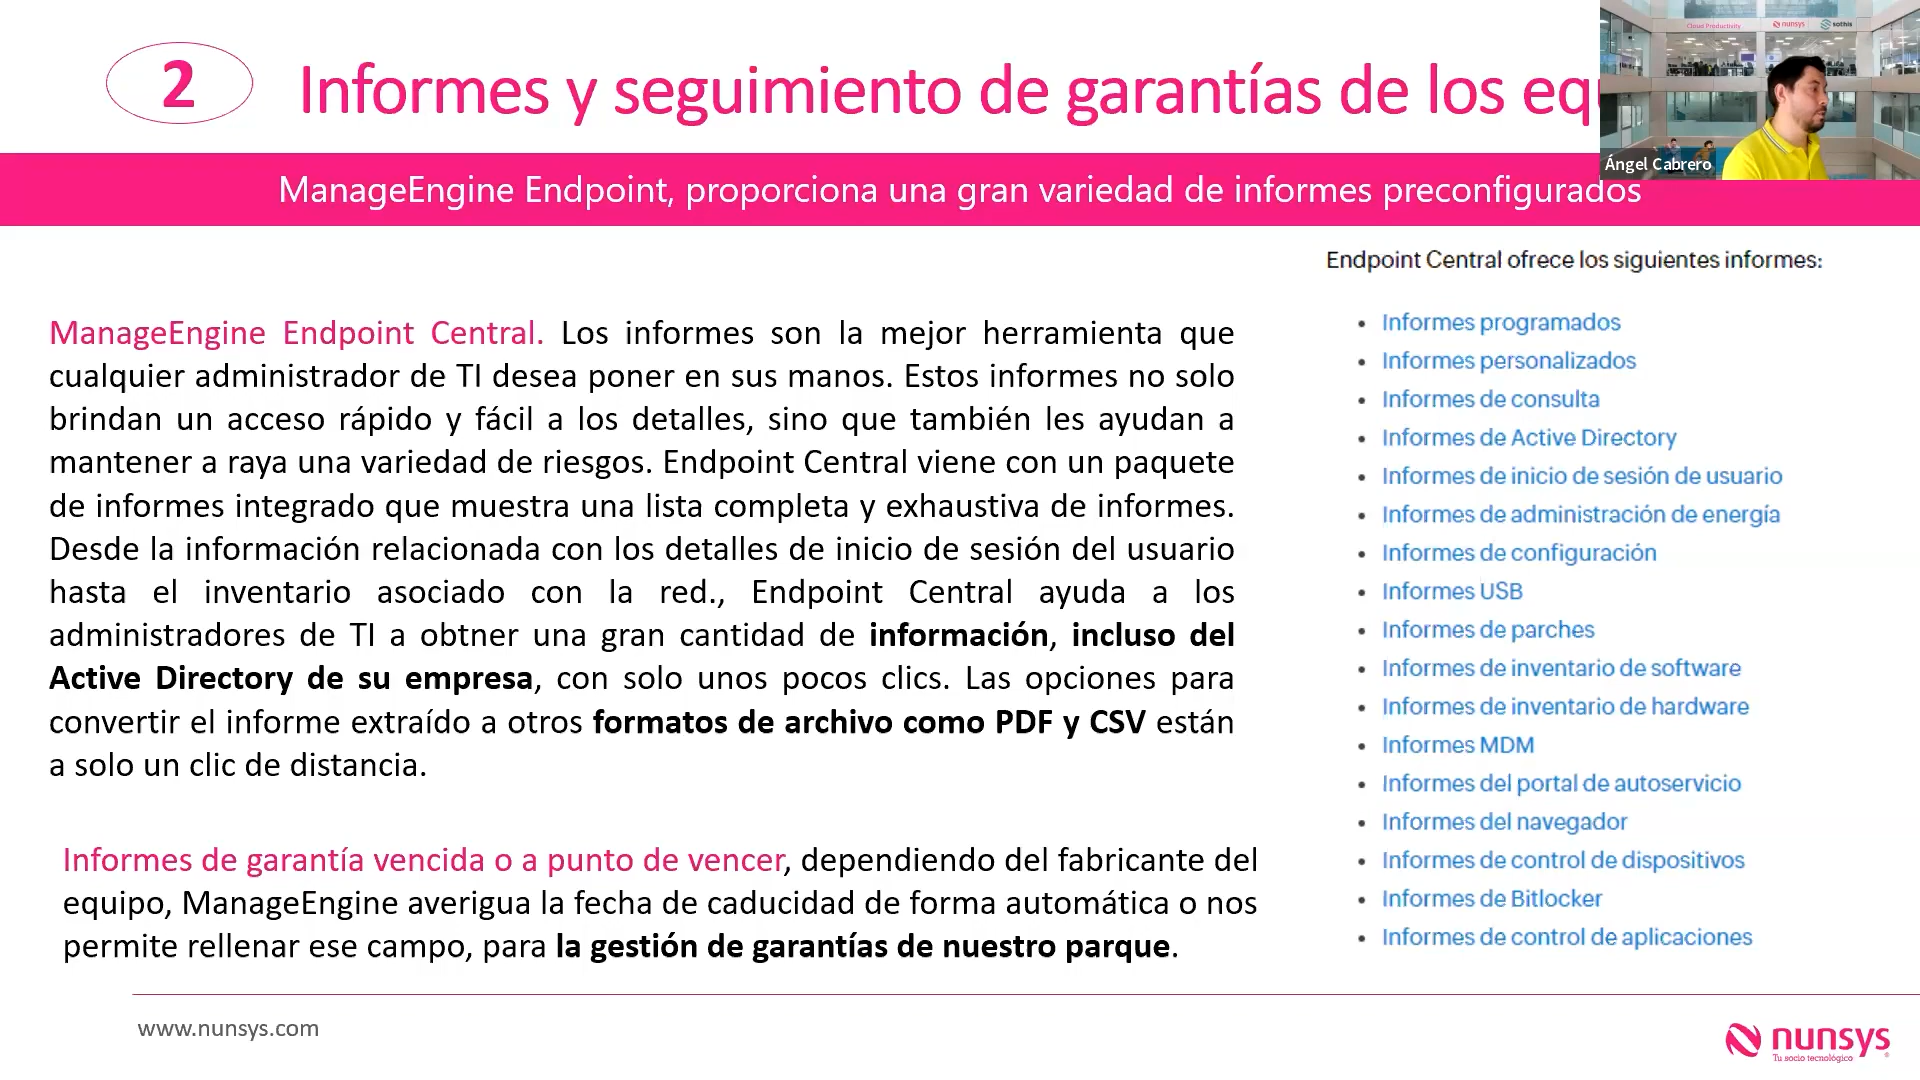 2
Informes y seguimiento de garantías de los eq
Cloud Productivity
nunsys
sothis
Ángel Cabrero
ManageEngine Endpoint, proporciona una gran variedad de informes preconfigurados
ManageEngine Endpoint Central. Los informes son la mejor herramienta que
cualquier administrador de TI desea poner en sus manos. Estos informes no solo
brindan un acceso rápido y fácil a los detalles, sino que también les ayudan a
mantener a raya una variedad de riesgos. Endpoint Central viene con un paquete
de informes integrado que muestra una lista completa y exhaustiva de informes.
Desde la información relacionada con los detalles de inicio de sesión del usuario
hasta el inventario asociado con la red., Endpoint Central ayuda a los
administradores de TI a obtner una gran cantidad de información, incluso del
Active Directory de su empresa, con solo unos pocos clics. Las opciones para
convertir el informe extraído a otros formatos de archivo como PDF y CSV están
a solo un clic de distancia.
Informes de garantía vencida o a punto de vencer, dependiendo del fabricante del
equipo, ManageEngine averigua la fecha de caducidad de forma automática o nos
permite rellenar ese campo, para la gestión de garantías de nuestro parque.
Endpoint Central ofrece los siguientes informes:
• Informes programados
• Informes personalizados
• Informes de consulta
• Informes de Active Directory
• Informes de inicio de sesión de usuario
• Informes de administración de energía
• Informes de configuración
• Informes USB
• Informes de parches
• Informes de inventario de software
• Informes de inventario de hardware
• Informes MDM
• Informes del portal de autoservicio
• Informes del navegador
• Informes de control de dispositivos
• Informes de Bitlocker
• Informes de control de aplicaciones
www.nunsys.com
nunsys
Tu socio tecnológico